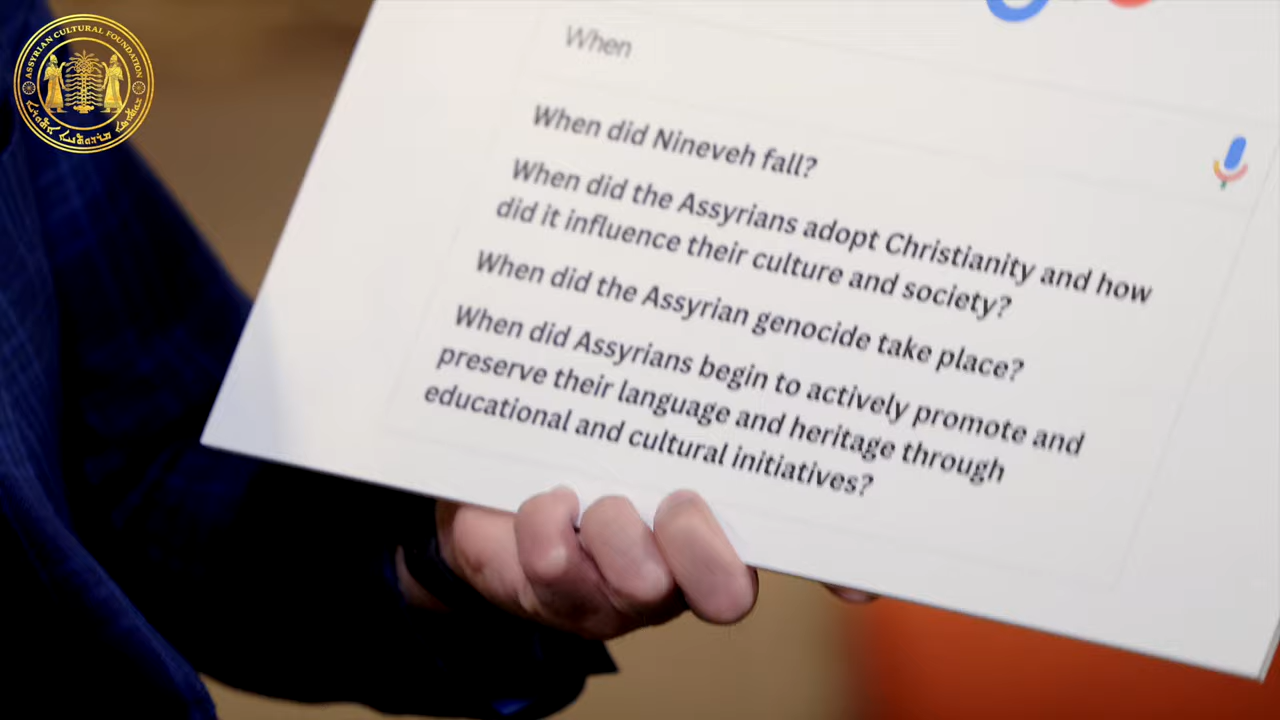 ASSYRIAN CULTURAL FOUNDATION
When
When did Nineveh fall?
When did the Assyrians adopt Christianity and how
did it influence their culture and society?
When did the Assyrian genocide take place?
When did Assyrians begin to actively promote and
preserve their language and heritage through
educational and cultural initiatives?